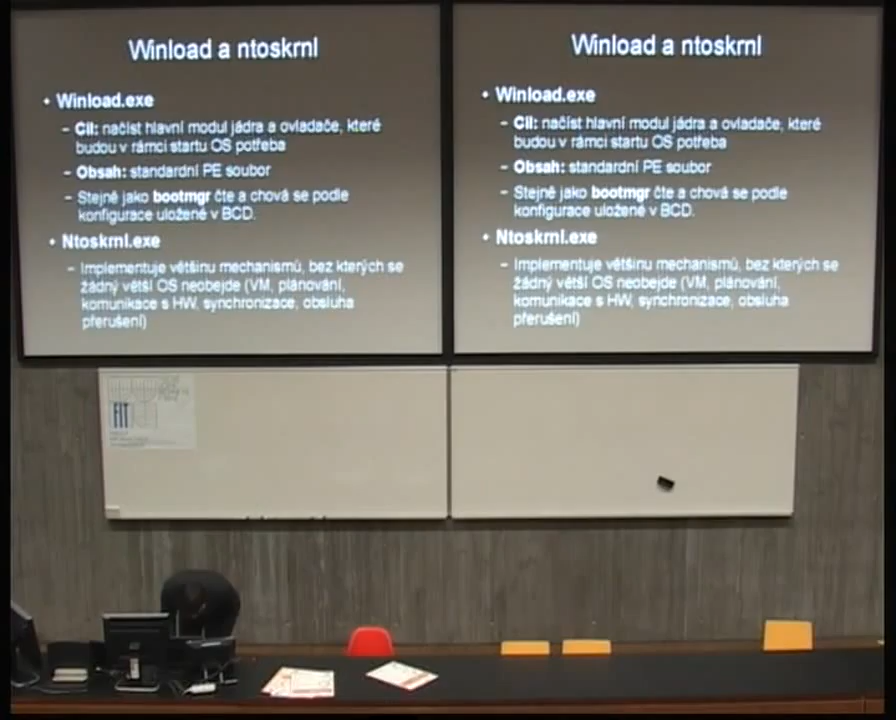 Winload a ntoskrnl
• Winload.exe
– Cíl: načíst hlavní modul jádra a ovladače, které
budou v rámci startu OS potřeba
– Obsah: standardní PE soubor
– Stejně jako bootmgr čte a chová se podle
konfigurace uložené v BCD.
• Ntoskrnl.exe
– Implementuje většinu mechanismů, bez kterých se
žádný větší OS neobejde (VM, plánování,
komunikace s HW, synchronizace, obsluha
přerušení)
Winload a ntoskrnl
• Winload.exe
– Cíl: načíst hlavní modul jádra a ovladače, které
budou v rámci startu OS potřeba
– Obsah: standardní PE soubor
– Stejně jako bootmgr čte a chová se podle
konfigurace uložené v BCD.
• Ntoskrnl.exe
– Implementuje většinu mechanismů, bez kterých se
žádný větší OS neobejde (VM, plánování,
komunikace s HW, synchronizace, obsluha
přerušení)
FIT